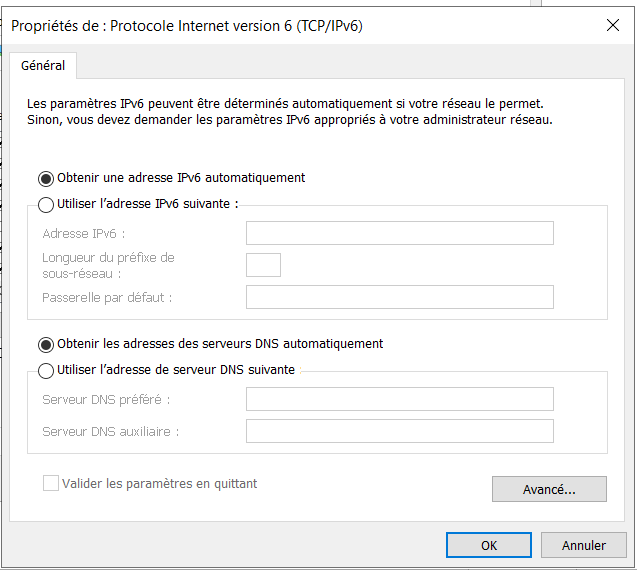 Propriétés de : Protocole Internet version 6 (TCP/IPv6)
Général
Les paramètres IPv6 peuvent être déterminés automatiquement si votre réseau le permet.
Sinon, vous devez demander les paramètres IPv6 appropriés à votre administrateur réseau.
Obtenir une adresse IPv6 automatiquement
Utiliser l’adresse IPv6 suivante :
Adresse IPv6 :
Longueur du préfixe de
sous-réseau :
Passerelle par défaut :
Obtenir les adresses des serveurs DNS automatiquement
Utiliser l’adresse de serveur DNS suivante :
Serveur DNS préféré :
Serveur DNS auxiliaire :
Valider les paramètres en quittant
Avancé...
OK
Annuler